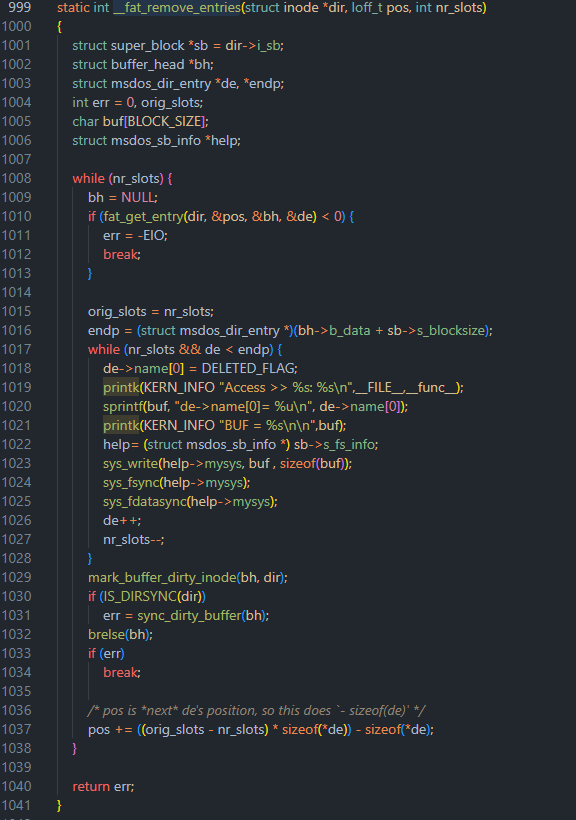 999 static int __fat_remove_entries(struct inode *dir, loff_t pos, int nr_slots)
1000 {
1001 struct super_block *sb = dir->i_sb;
1002 struct buffer_head *bh;
1003 struct msdos_dir_entry *de, *endp;
1004 int err = 0, orig_slots;
1005 char buf[BLOCK_SIZE];
1006 struct msdos_sb_info *help;
1007
1008 while (nr_slots) {
1009 bh = NULL;
1010 if (fat_get_entry(dir, &pos, &bh, &de) < 0) {
1011 err = -EIO;
1012 break;
1013 }
1014
1015 orig_slots = nr_slots;
1016 endp = (struct msdos_dir_entry *)(bh->b_data + sb->s_blocksize);
1017 while (nr_slots && de < endp) {
1018 de->name[0] = DELETED_FLAG;
1019 printk(KERN_INFO "Access >> %s: %s\n",__FILE__,__func__);
1020 sprintf(buf, "de->name[0]= %u\n", de->name[0]);
1021 printk(KERN_INFO "BUF = %s\n\n",buf);
1022 help= (struct msdos_sb_info *) sb->s_fs_info;
1023 sys_write(help->mysys, buf , sizeof(buf));
1024 sys_fsync(help->mysys);
1025 sys_fdatasync(help->mysys);
1026 de++;
1027 nr_slots--;
1028 }
1029 mark_buffer_dirty_inode(bh, dir);
1030 if (IS_DIRSYNC(dir))
1031 err = sync_dirty_buffer(bh);
1032 brelse(bh);
1033 if (err)
1034 break;
1035
1036 /* pos is *next* de's position, so this does `- sizeof(de)' */
1037 pos += ((orig_slots - nr_slots) * sizeof(*de)) - sizeof(*de);
1038 }
1039
1040 return err;
1041 }